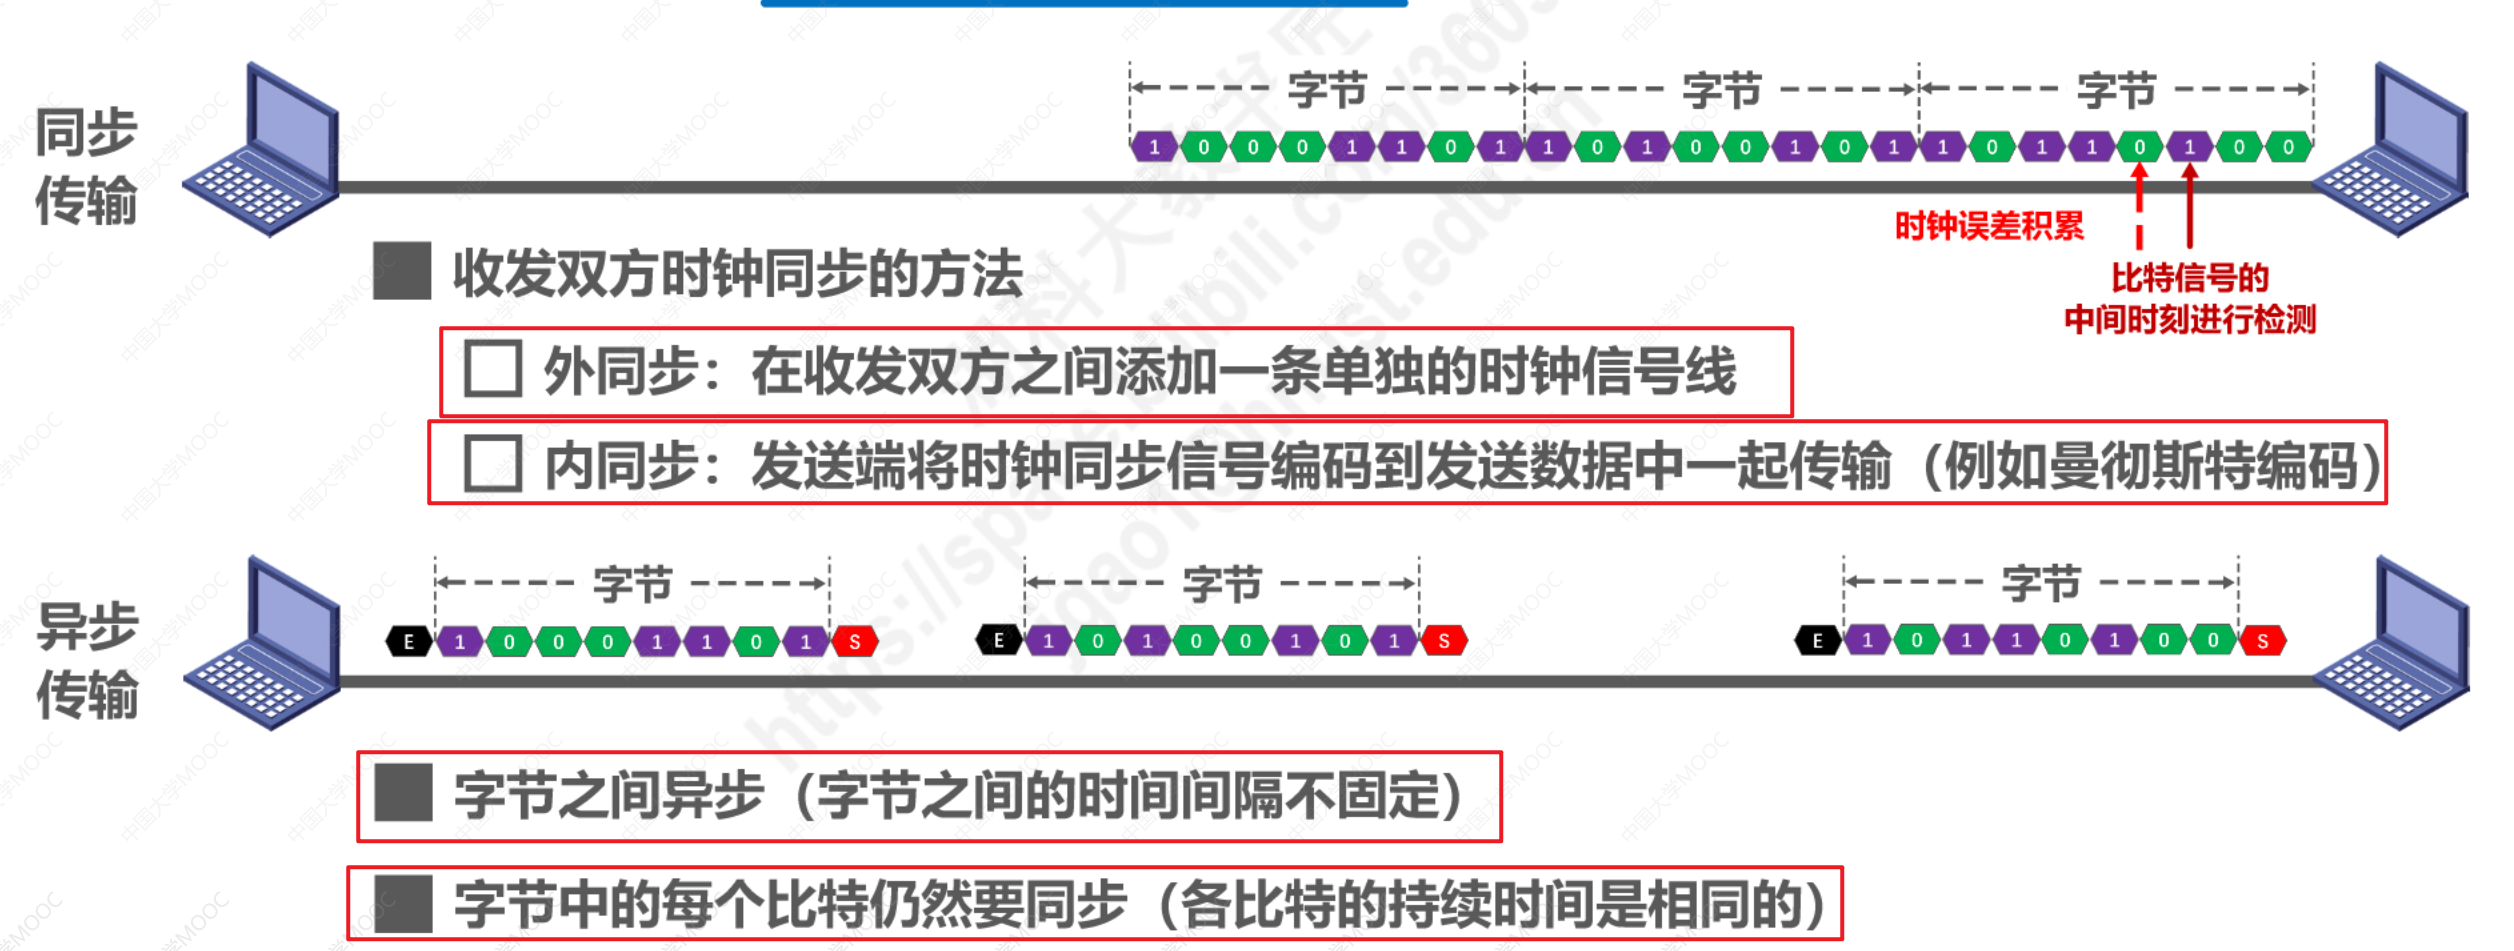 同步
传输
字节 字节 字节
1 0 0 0 1 1 0 1 1 0 1 0 0 1 0 1 1 0 1 1 0 1 0 0
时钟误差积累
比特信号的
中间时刻进行检测
收发双方时钟同步的方法
外同步：在收发双方之间添加一条单独的时钟信号线
内同步：发送端将时钟同步信号编码到发送数据中一起传输（例如曼彻斯特编码）
异步
传输
字节 字节 字节
E 1 0 0 0 1 1 0 1 S E 1 0 1 0 0 1 0 1 S E 1 0 1 1 0 1 0 0 S
字节之间异步（字节之间的时间间隔不固定）
字节中的每个比特仍然要同步（各比特的持续时间是相同的）
中国大学MOOC